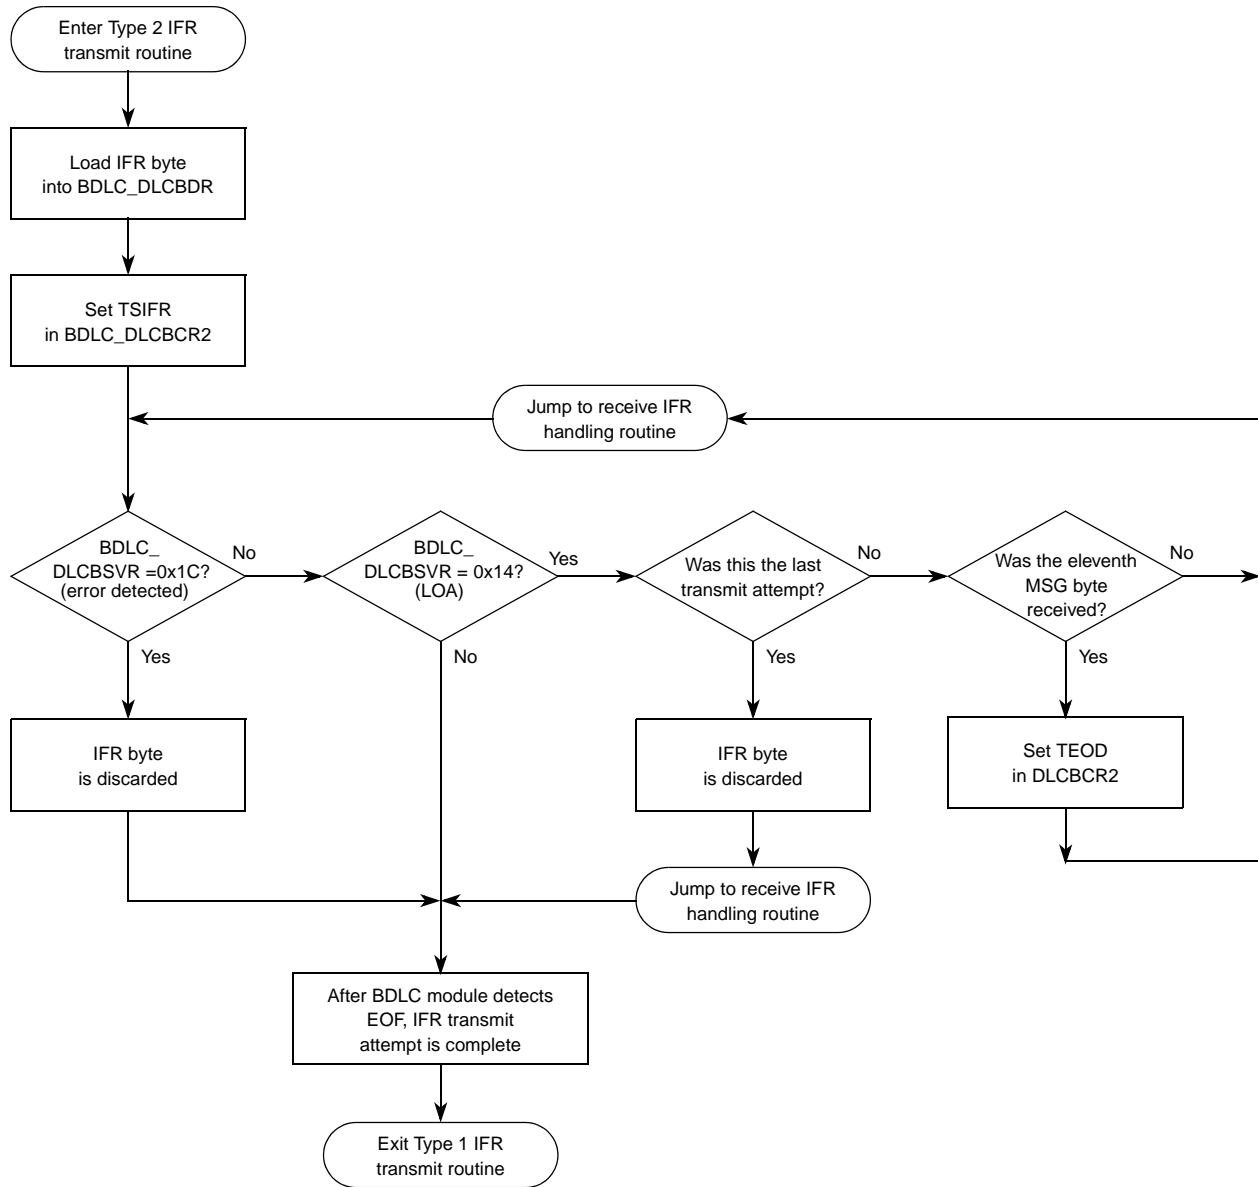 Enter Type 2 IFR
transmit routine
Load IFR byte
into BDLC_DLCBDR
Set TSIFR
in BDLC_DLCBCR2
Jump to receive IFR
handling routine
BDLC_
DLCBSVR =0x1C?
(error detected)
No
Yes
BDLC_
DLCBSVR = 0x14?
(LOA)
Yes
No
Was this the last
transmit attempt?
No
Yes
Was the eleventh
MSG byte
received?
No
Yes
IFR byte
is discarded
IFR byte
is discarded
Set TEOD
in DLCBCR2
Jump to receive IFR
handling routine
After BDLC module detects
EOF, IFR transmit
attempt is complete
Exit Type 1 IFR
transmit routine